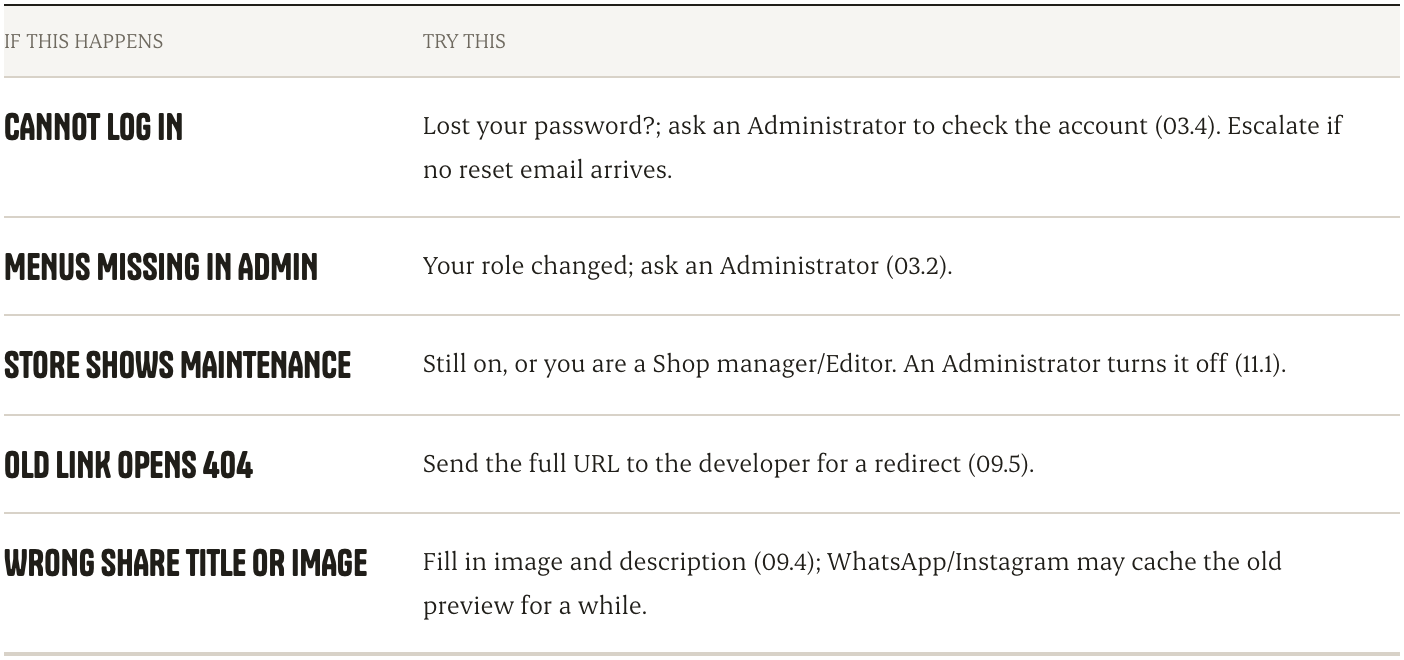 IF THIS HAPPENS
TRY THIS
CANNOT LOG IN
Lost your password?; ask an Administrator to check the account (03.4). Escalate if
no reset email arrives.
MENUS MISSING IN ADMIN
Your role changed; ask an Administrator (03.2).
STORE SHOWS MAINTENANCE
Still on, or you are a Shop manager/Editor. An Administrator turns it off (11.1).
OLD LINK OPENS 404
Send the full URL to the developer for a redirect (09.5).
WRONG SHARE TITLE OR IMAGE
Fill in image and description (09.4); WhatsApp/Instagram may cache the old
preview for a while.